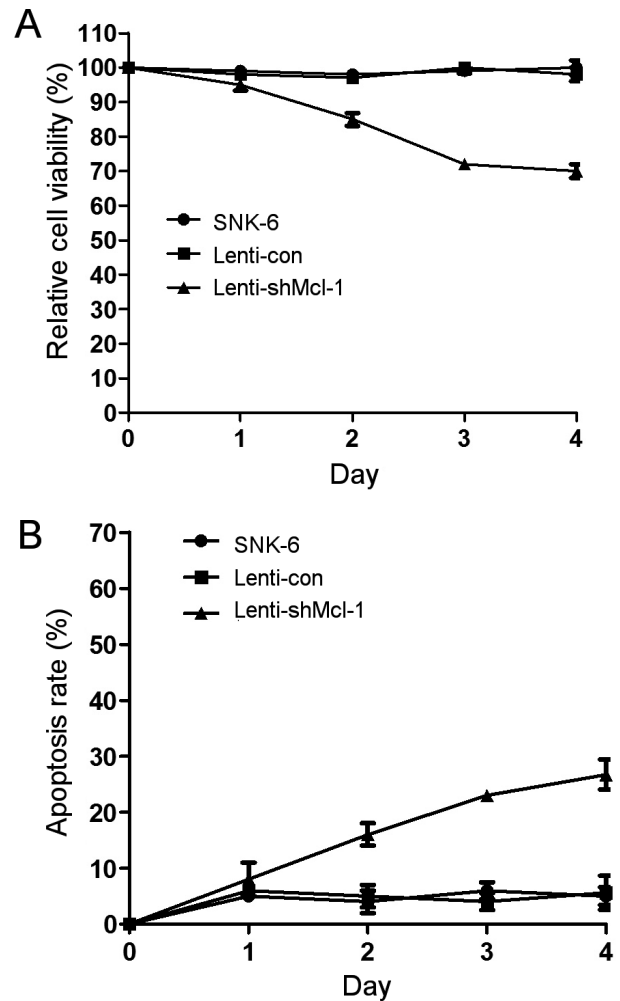 A
Relative cell viability (%)
110
100
90
80
70
60
50
40
30
20
10
0
SNK-6
Lenti-con
Lenti-shMcl-1
0 1 2 3 4
Day
B
Apoptosis rate (%)
70
60
50
40
30
20
10
0
SNK-6
Lenti-con
Lenti-shMcl-1
0 1 2 3 4
Day